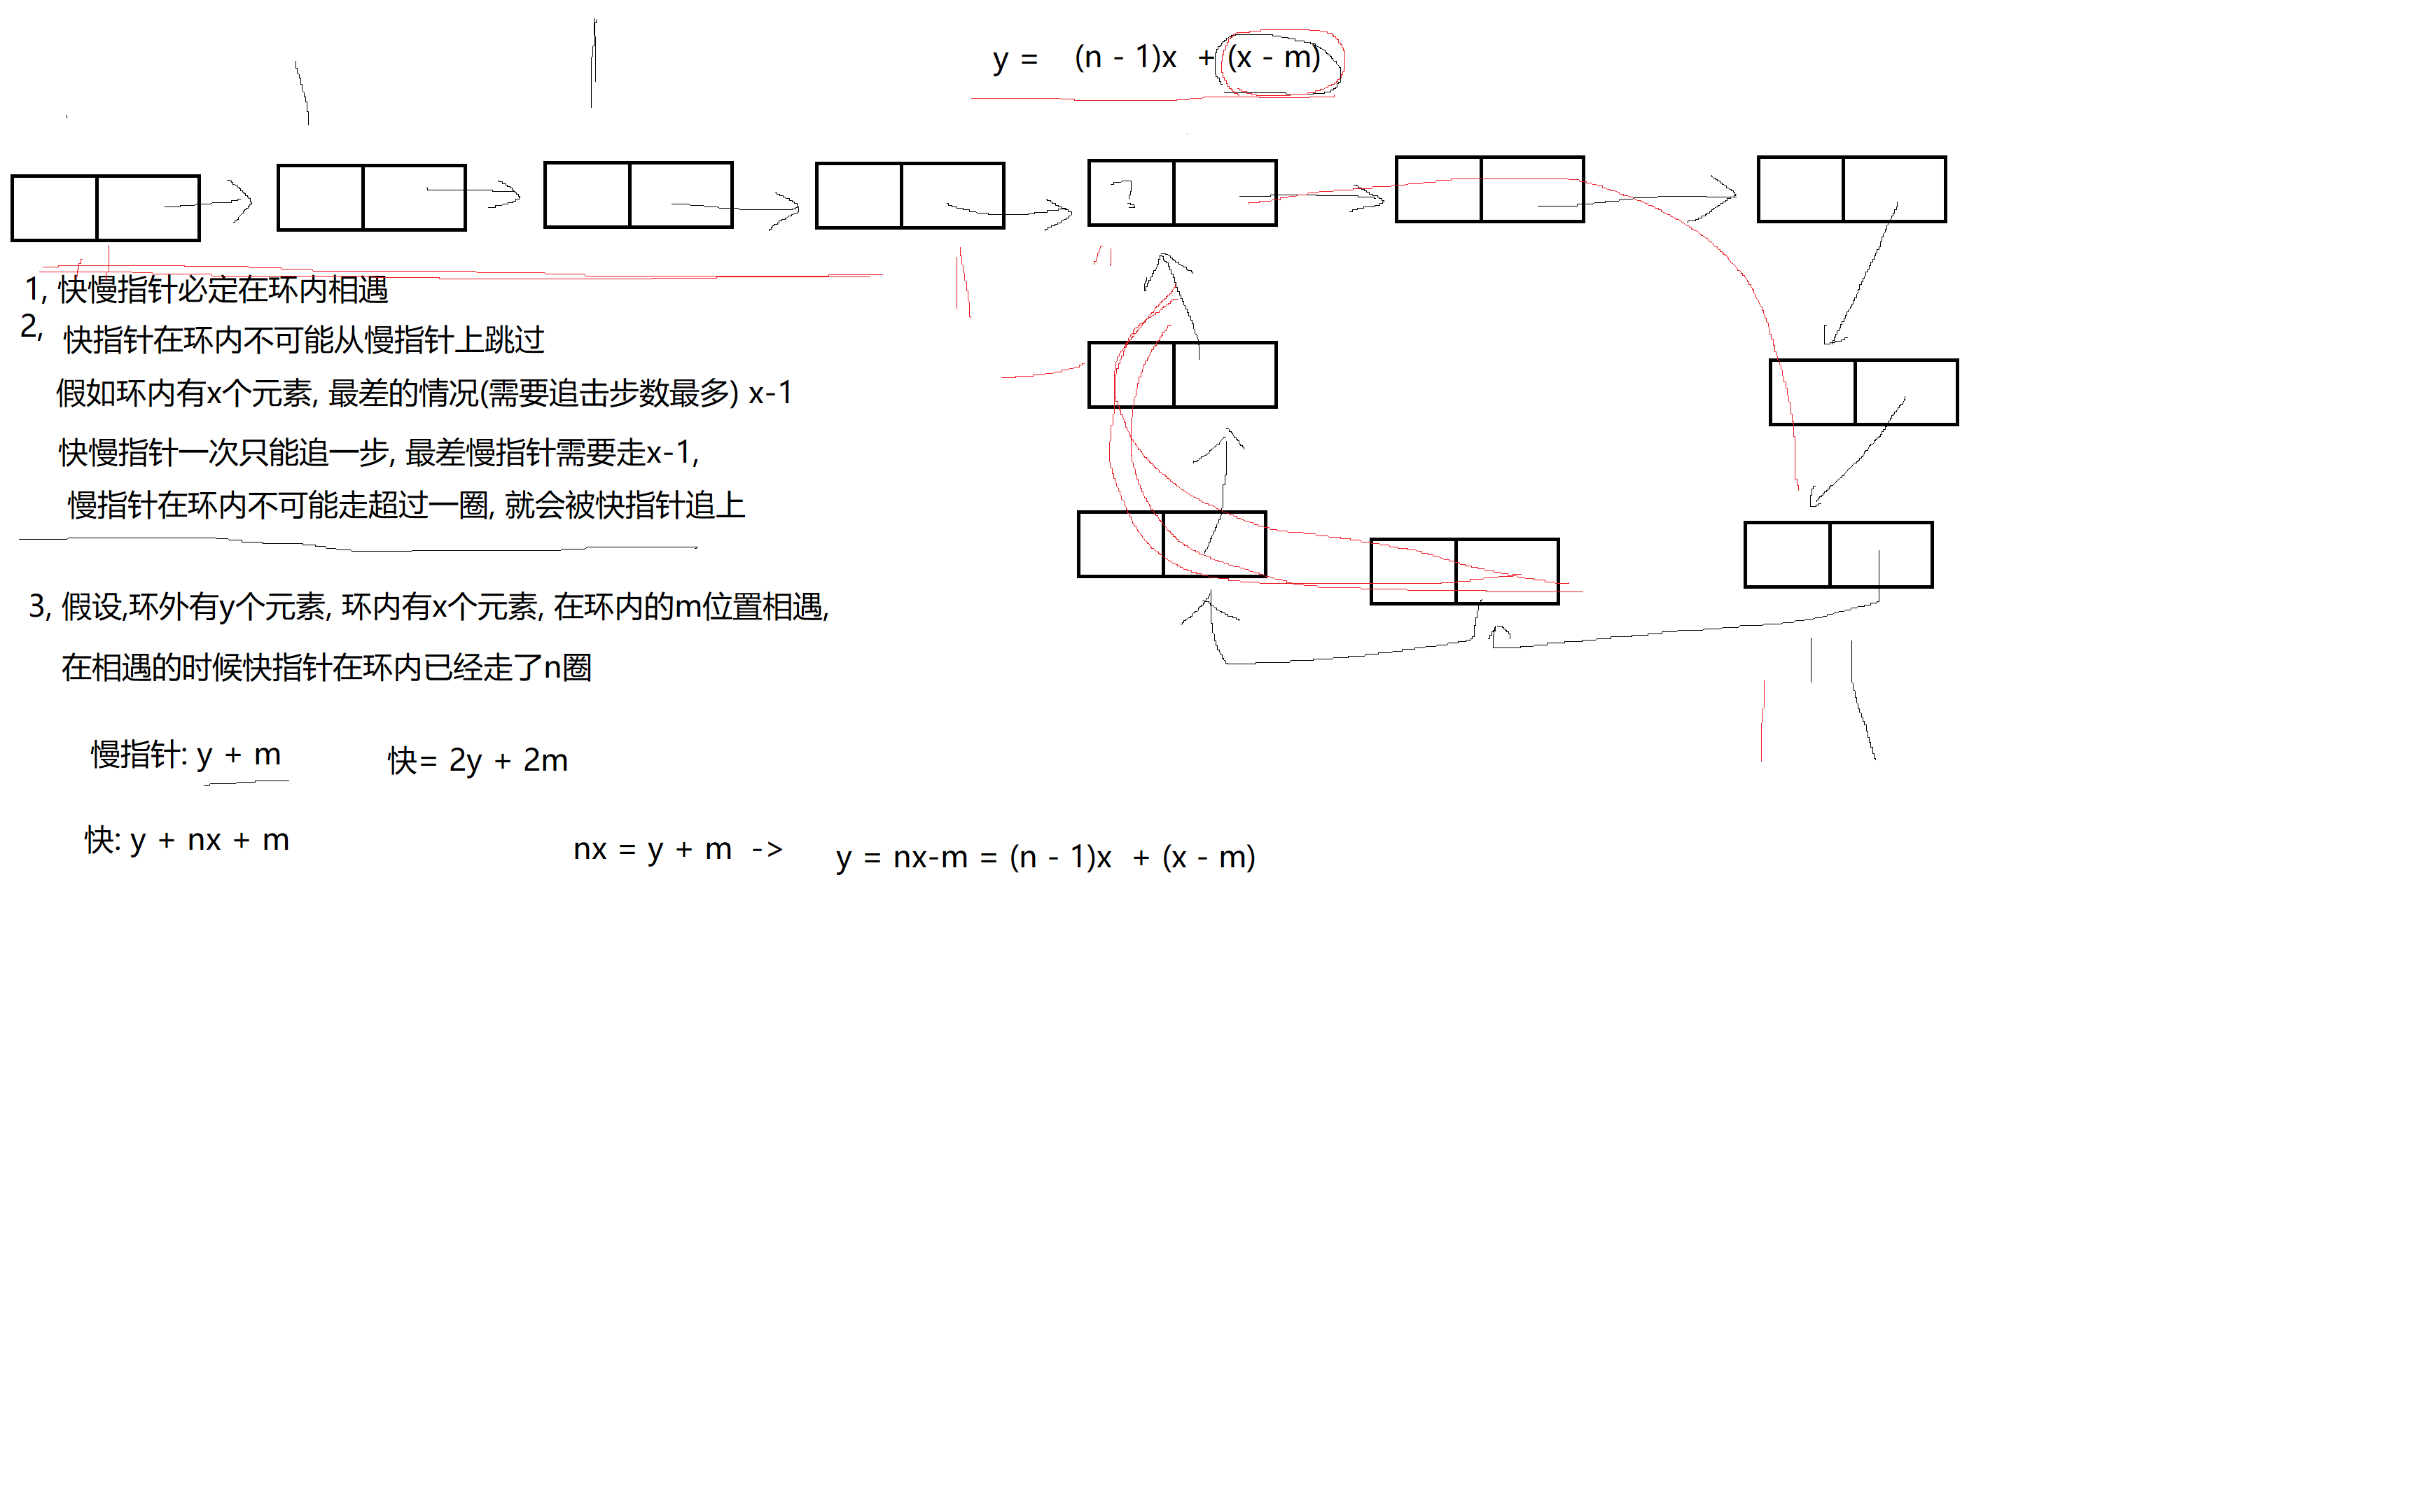 y =    (n - 1)x  + (x - m)
1, 快慢指针必定在环内相遇
2, 快指针在环内不可能从慢指针上跳过
假如环内有x个元素, 最差的情况(需要追击步数最多) x-1
快慢指针一次只能追一步, 最差慢指针需要走x-1,
慢指针在环内不可能走超过一圈, 就会被快指针追上
3, 假设,环外有y个元素, 环内有x个元素, 在环内的m位置相遇,
在相遇的时候快指针在环内已经走了n圈
慢指针: y + m
快= 2y + 2m
快: y + nx + m
nx = y + m  ->
y = nx-m = (n - 1)x  + (x - m)